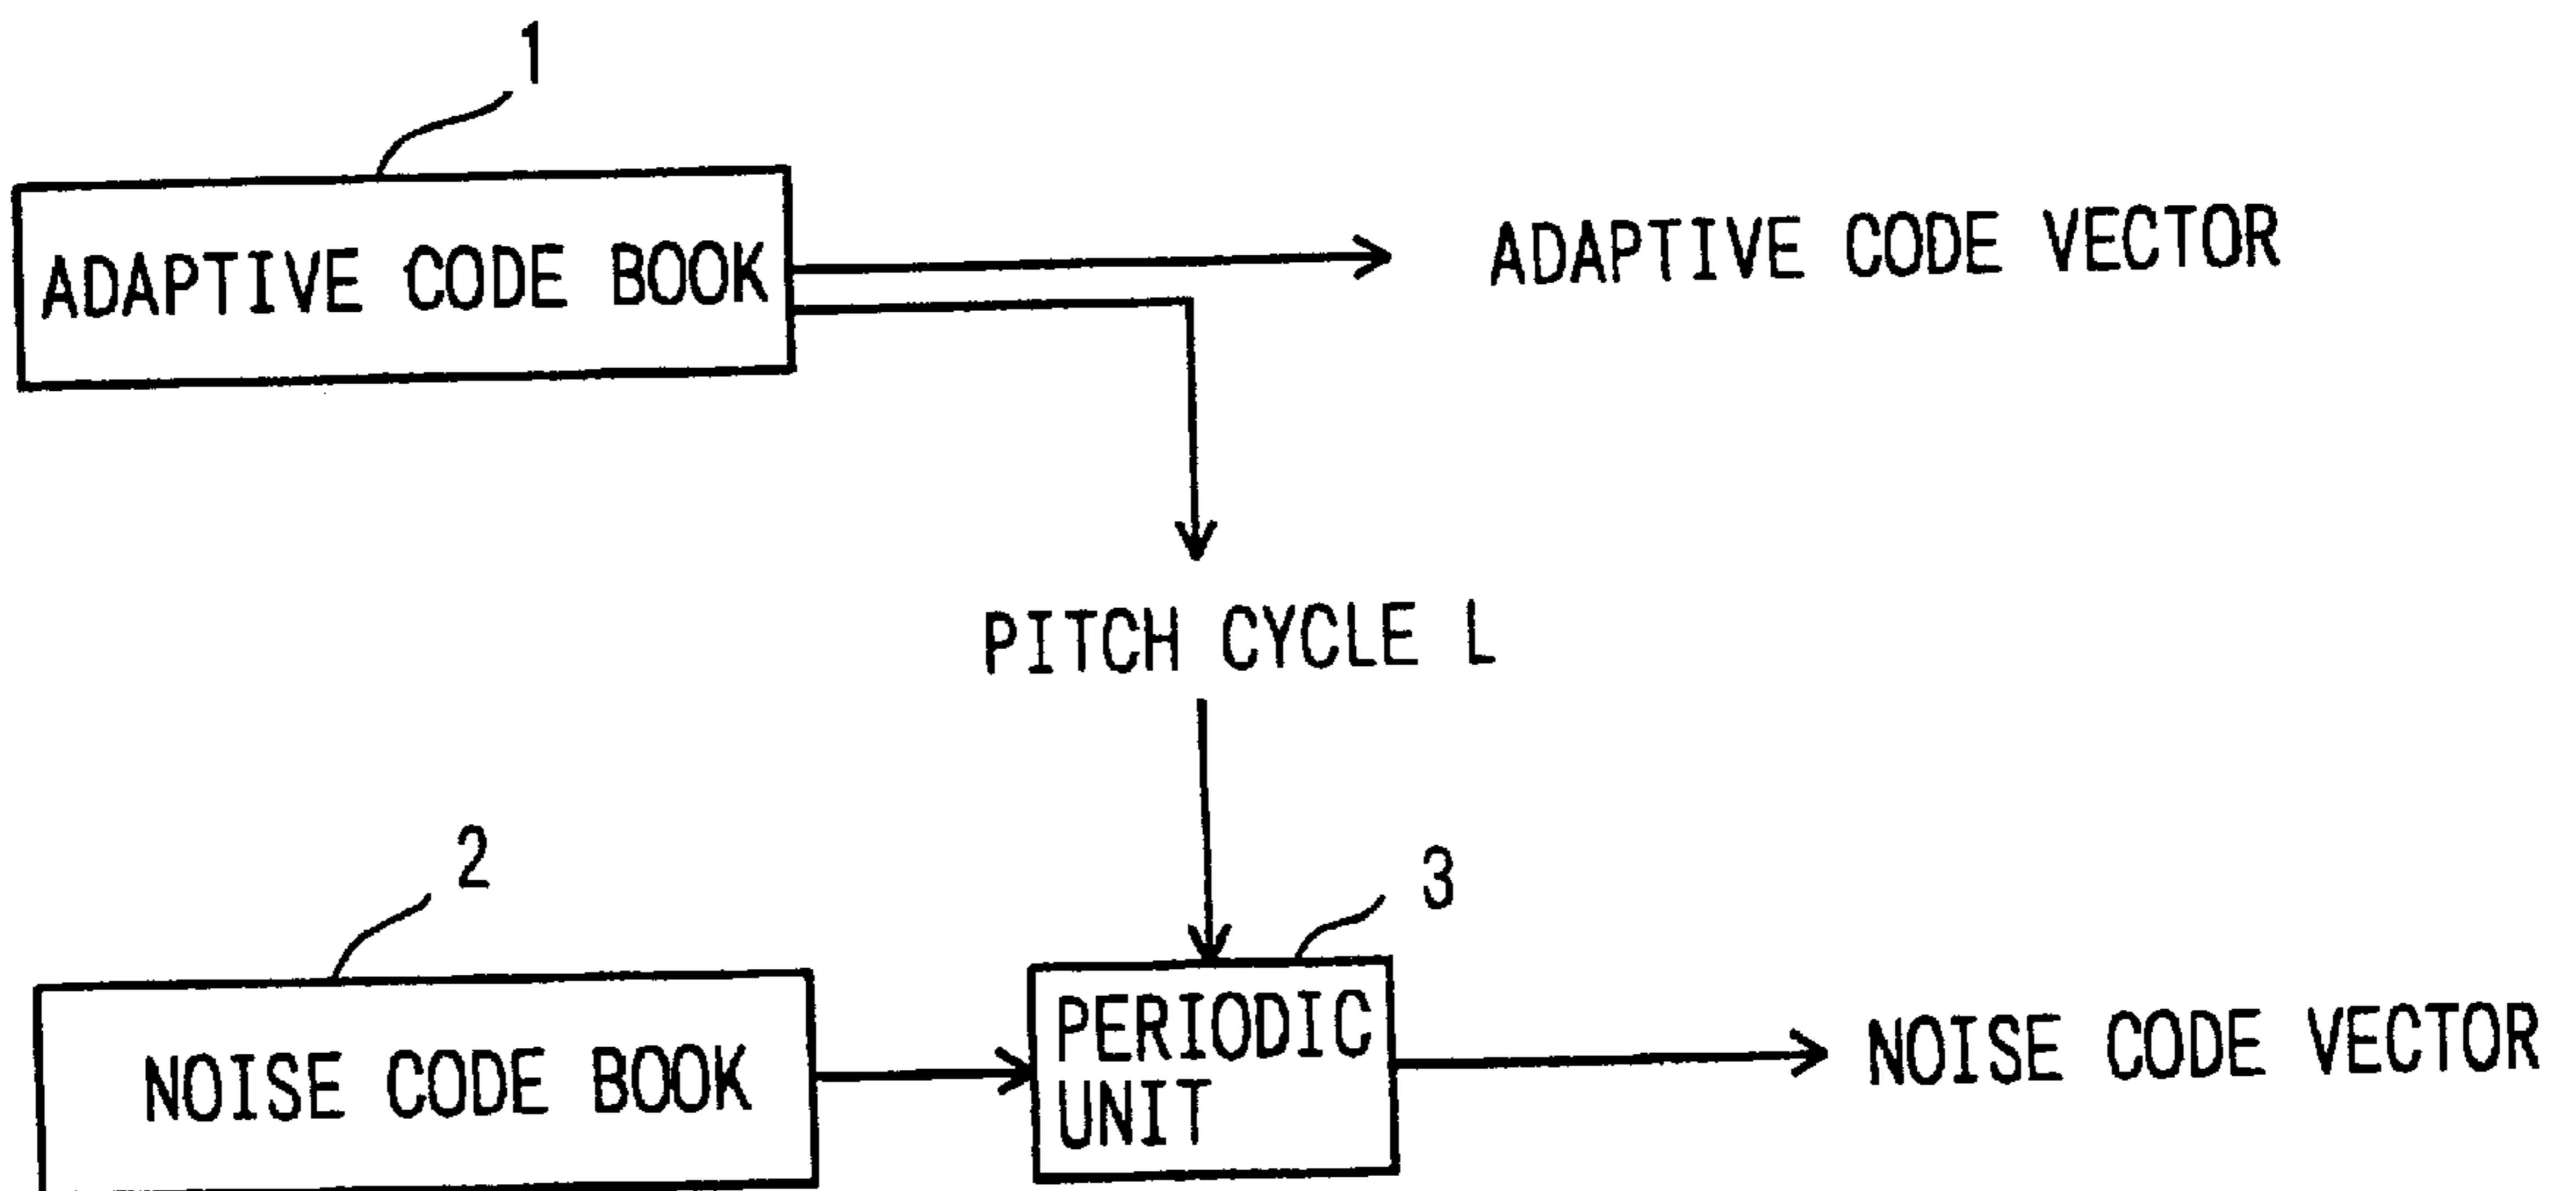 1
ADAPTIVE CODE BOOK
ADAPTIVE CODE VECTOR
PITCH CYCLE L
2
3
NOISE CODE BOOK
PERIODIC
UNIT
NOISE CODE VECTOR